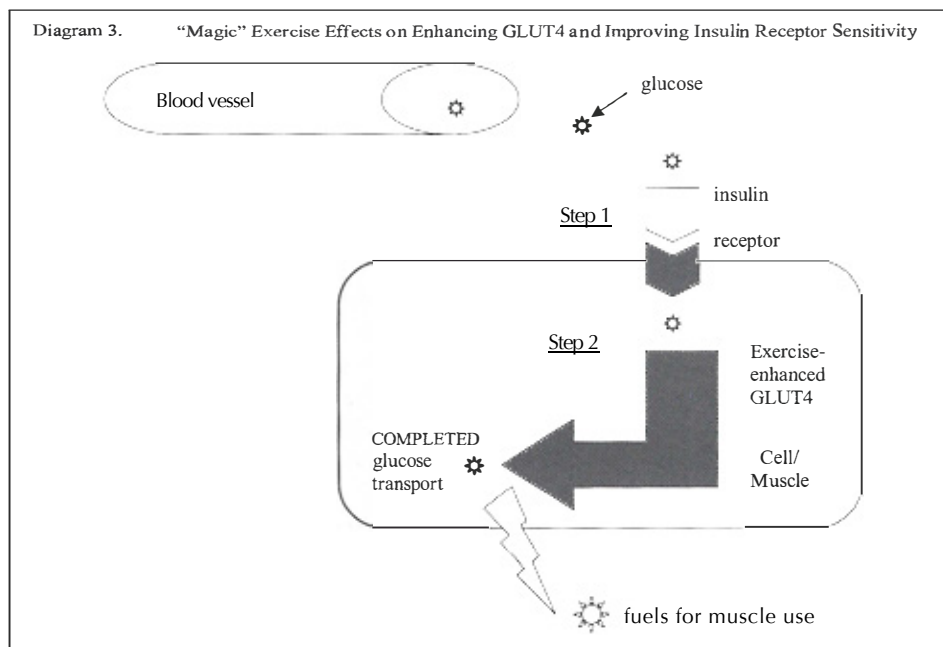 Diagram 3. "Magic" Exercise Effects on Enhancing GLUT4 and Improving Insulin Receptor Sensitivity
Blood vessel
glucose
insulin
Step 1
receptor
Step 2
Exercise-
enhanced
GLUT4
COMPLETED
glucose
transport
Cell/
Muscle
fuels for muscle use